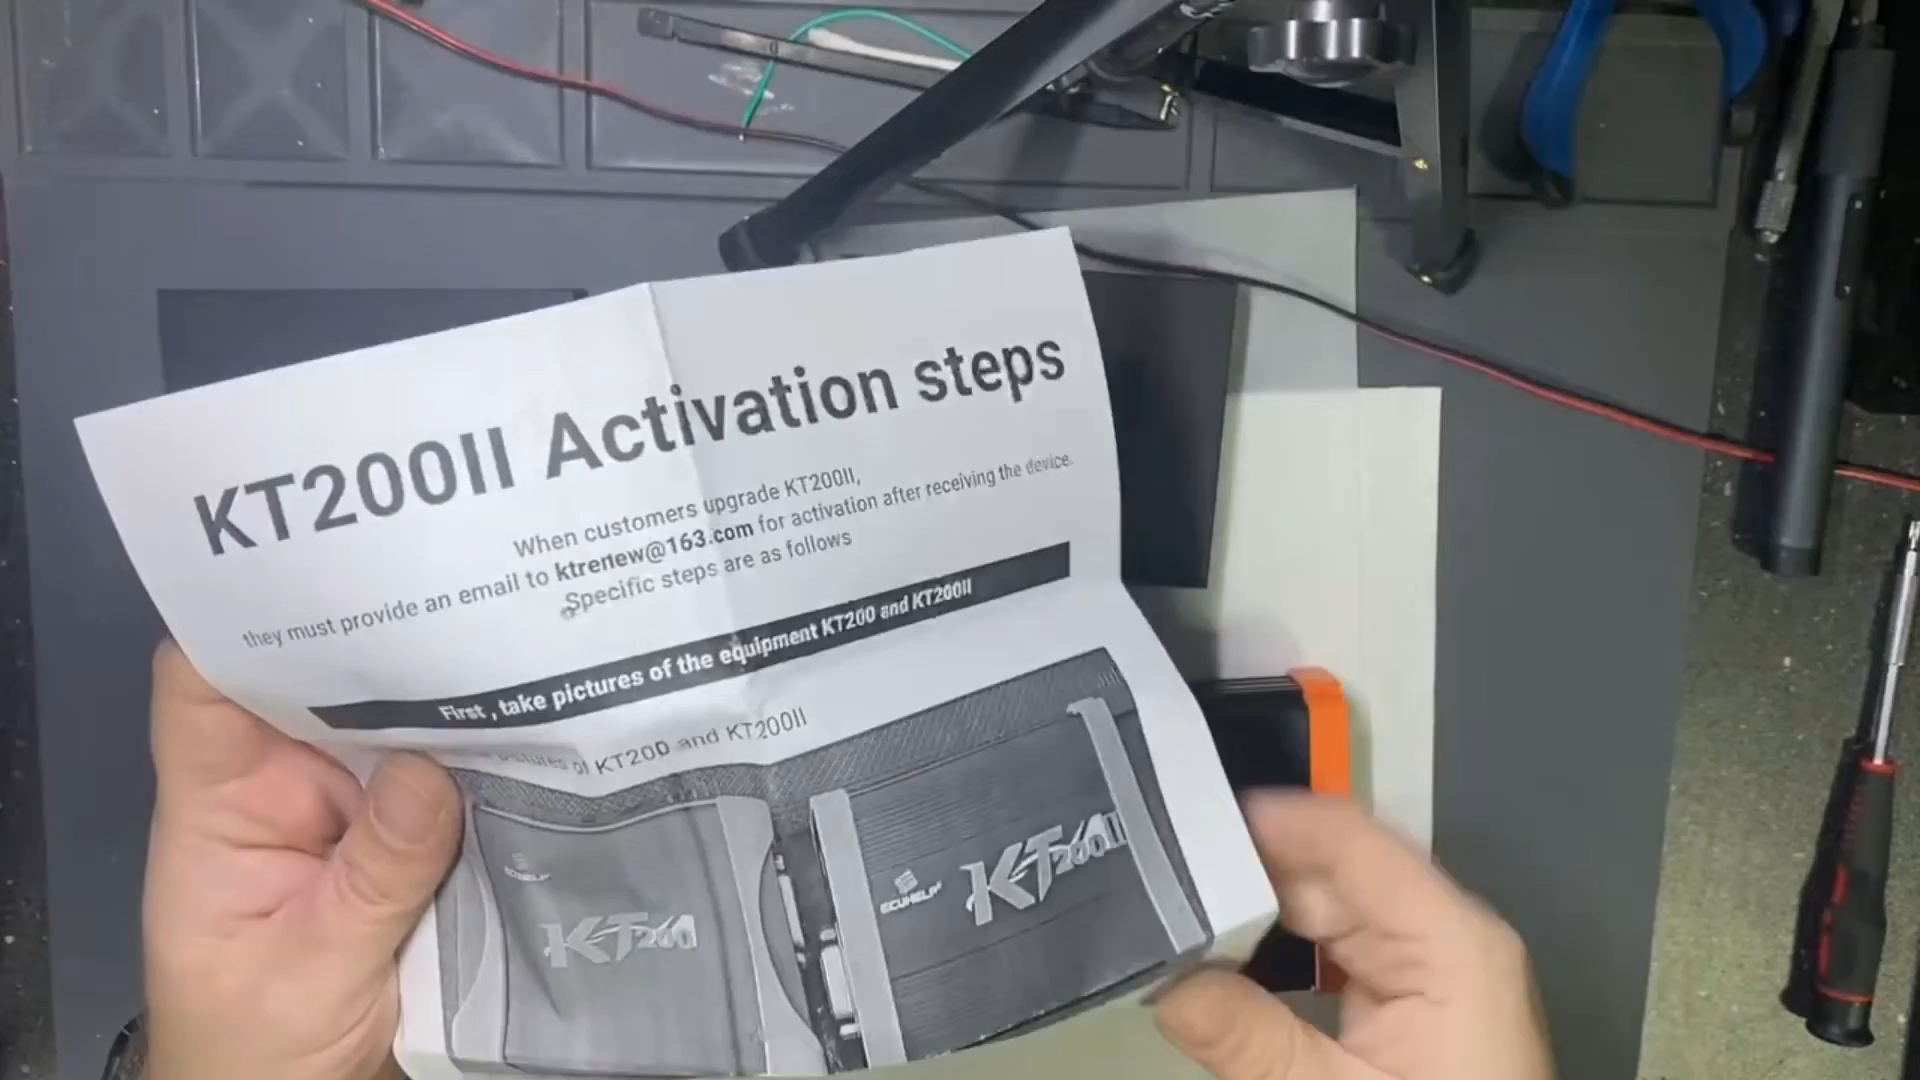 KT200II Activation steps
When customers upgrade KT200II,
they must provide an email to ktrenew@163.com for activation after receiving the device.
Specific steps are as follows
First , take pictures of the equipment KT200 and KT200II
of KT200 and KT200II
ECUHELP
KT200
ECUHELP®
KT200II